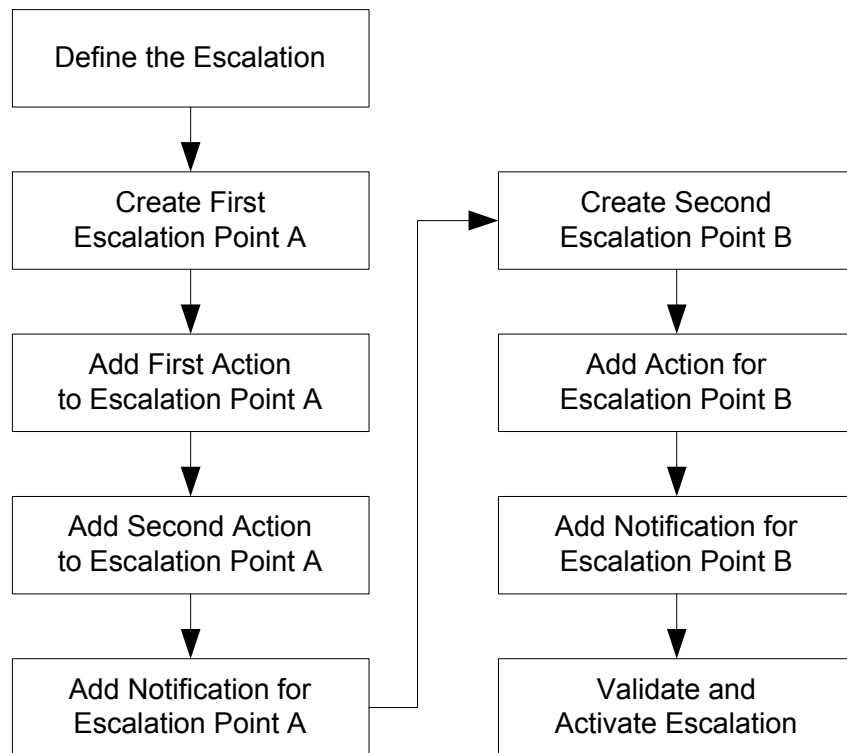 Define the Escalation
Create First
Escalation Point A
Add First Action
to Escalation Point A
Add Second Action
to Escalation Point A
Add Notification for
Escalation Point A
Create Second
Escalation Point B
Add Action for
Escalation Point B
Add Notification for
Escalation Point B
Validate and
Activate Escalation